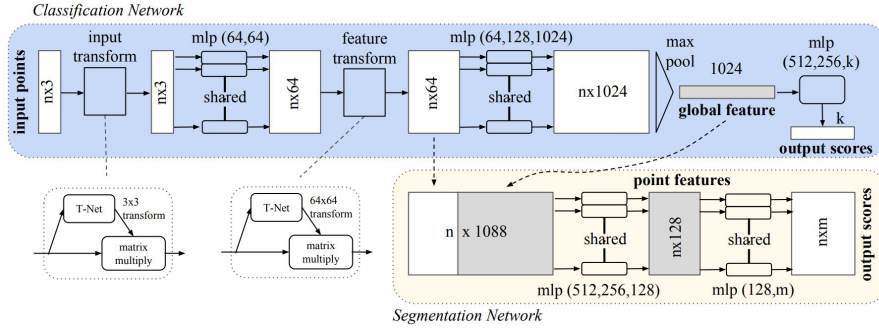 Classification Network
input points
nx3
input
transform
nx3
mlp (64,64)
shared
nx64
feature
transform
nx64
mlp (64,128,1024)
shared
nx1024
max
pool
1024
global feature
mlp
(512,256,k)
k
output scores
T-Net
3x3
transform
matrix
multiply
T-Net
64x64
transform
matrix
multiply
point features
n x 1088
shared
mlp (512,256,128)
nx128
shared
mlp (128,m)
nxm
output scores
Segmentation Network